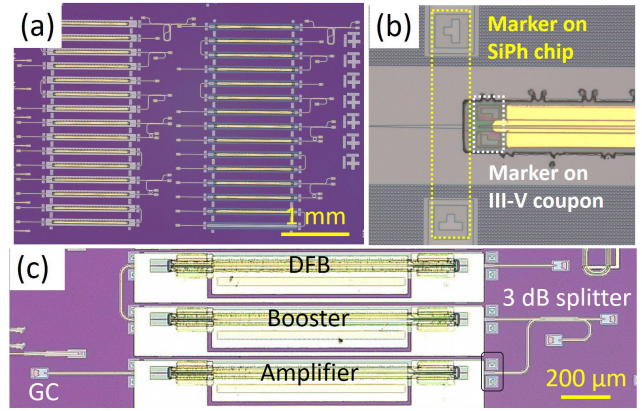 (a)
1 mm
(b)
Marker on
SiPh chip
Marker on
III-V coupon
(c)
DFB
3 dB splitter
Booster
Amplifier
GC
200 μm